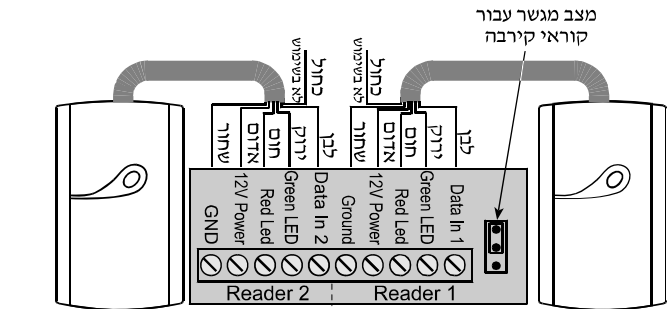 מצב מגשר עבור
קוראי קירבה
כחול
לא בשימוש
כחול
לא בשימוש
שחור
אדום
חום
ירוק
לבן
שחור
אדום
חום
ירוק
לבן
GND
12V Power
Red Led
Green LED
Data In 2
Ground
12V Power
Red Led
Green LED
Data In 1
Reader 2
Reader 1